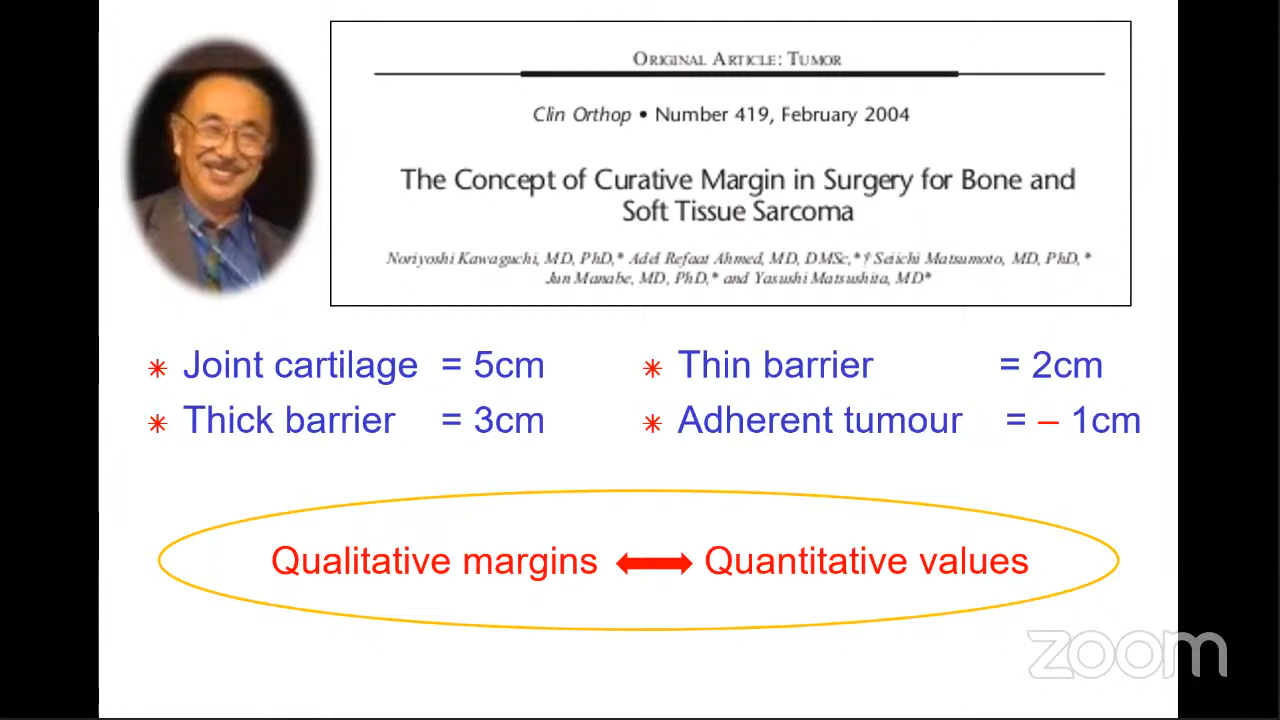 ORIGINAL ARTICLE: TUMOR
Clin Orthop • Number 419, February 2004
The Concept of Curative Margin in Surgery for Bone and
Soft Tissue Sarcoma
Noriyoshi Kawaguchi, MD, PhD,* Adel Refaat Ahmed, MD, DMSc,*† Seiichi Matsumoto, MD, PhD, *
Jun Manabe, MD, PhD,* and Yasushi Matsushita, MD*
Joint cartilage = 5cm
Thick barrier = 3cm
Thin barrier = 2cm
Adherent tumour = – 1cm
Qualitative margins Quantitative values
zoom